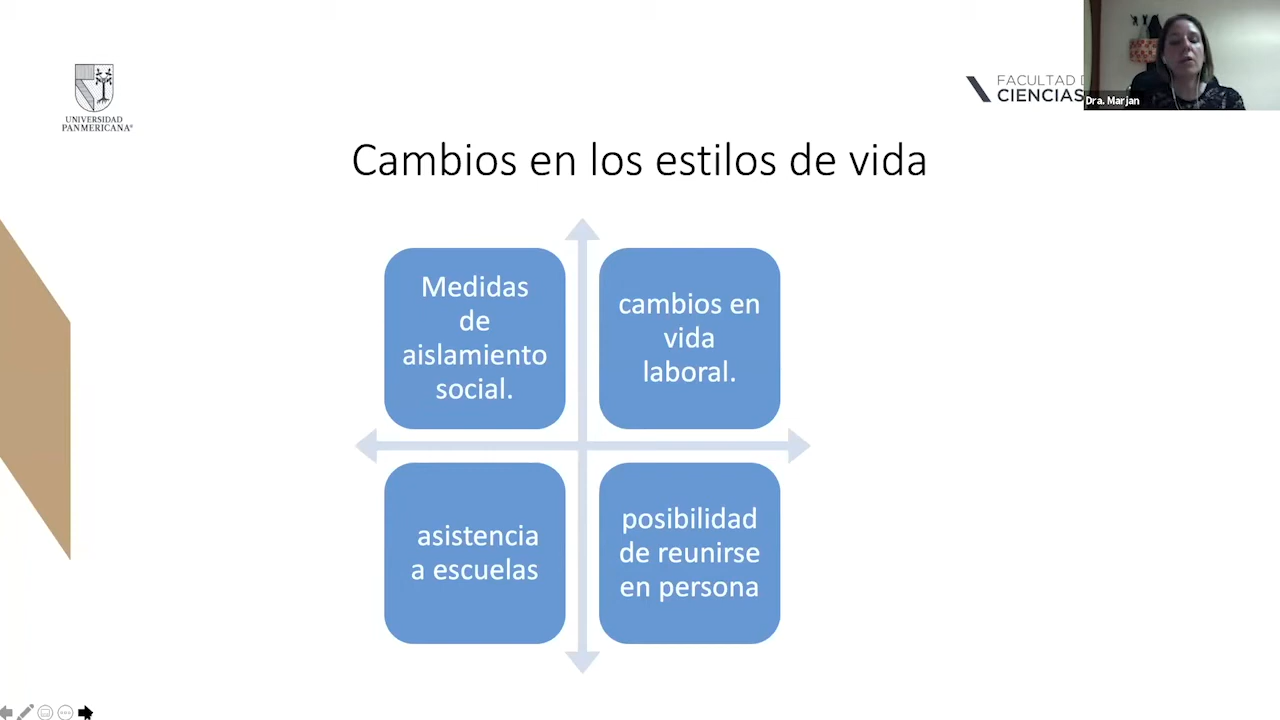 FACULTAD D
CIENCIAS
Dra. Marjan
UNIVERSIDAD
PANMERICANA®
Cambios en los estilos de vida
Medidas
de
aislamiento
social.
cambios en
vida
laboral.
asistencia
a escuelas
posibilidad
de reunirse
en persona